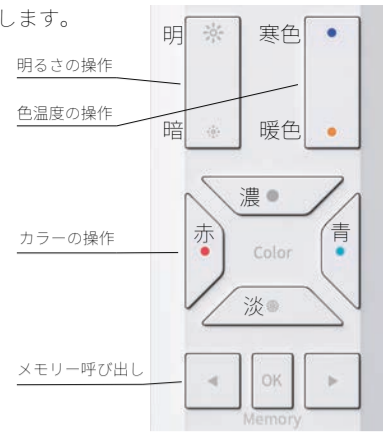 します。
明
寒色
明るさの操作
色温度の操作
暗
暖色
濃
カラーの操作
赤
Color
青
淡
メモリー呼び出し
OK
Memory